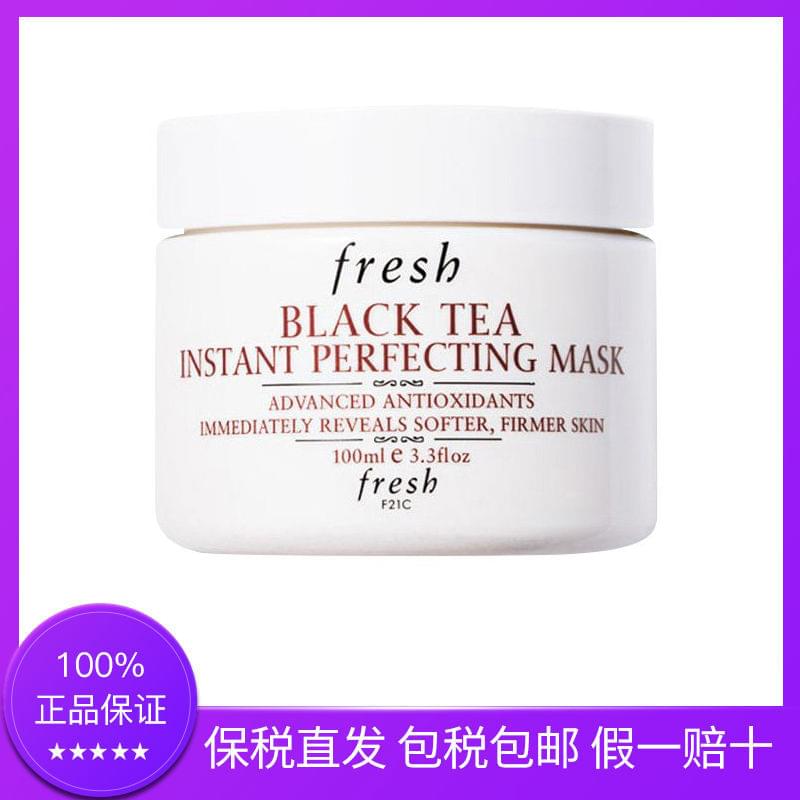 fresh
BLACK TEA
INSTANT PERFECTING MASK
ADVANCED ANTIOXIDANTS
IMMEDIATELY REVEALS SOFTER, FIRMER SKIN
100ml e 3.3floz
fresh
F21C
100%
正品保证
★★★★★
保税直发 包税包邮 假一赔十